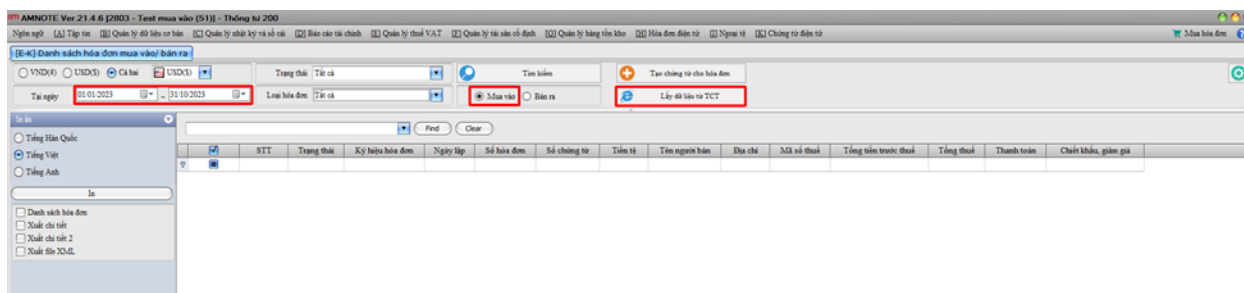 AMNOTE Ver.21.4.6 [2803 - Test mua vào (51)] - Thông tư 200
Ngôn ngữ [A] Tập tin [B] Quản lý dữ liệu cơ bản [C] Quản lý nhật ký và sổ cái [D] Báo cáo tài chính [E] Quản lý thuế VAT [F] Quản lý tài sản cố định [G] Quản lý hàng tồn kho [H] Hóa đơn điện tử [I] Ngoại tệ [K] Chứng từ điện tử Mua hóa đơn
[E-K] Danh sách hóa đơn mua vào/ bán ra
VND(đ) USD($) Cả hai USD($) Trạng thái Tất cả Tìm kiếm Tạo chứng từ cho hóa đơn
Tại ngày 01/01/2023 ~ 31/10/2023 Loại hóa đơn Tất cả Mua vào Bán ra Lấy dữ liệu từ TCT
In ấn
Find Clear
Tiếng Hàn Quốc
Tiếng Việt
Tiếng Anh
STT Trạng thái Ký hiệu hóa đơn Ngày lập Số hóa đơn Số chứng từ Tiền tệ Tên người bán Địa chỉ Mã số thuế Tổng tiền trước thuế Tổng thuế Thanh toán Chiết khấu, giảm giá
In
Danh sách hóa đơn
Xuất chi tiết
Xuất chi tiết 2
Xuất file XML